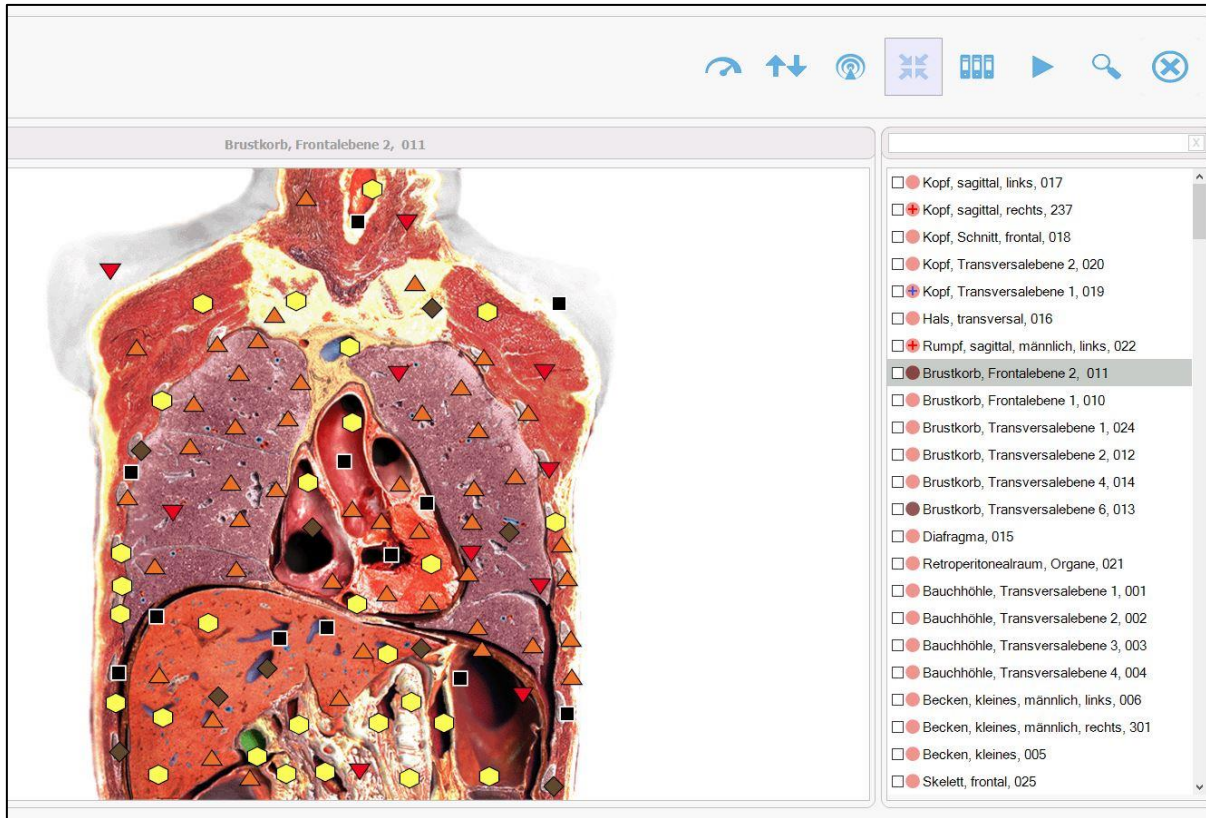 Brustkorb, Frontalebene 2, 011
X
Kopf, sagittal, links, 017
Kopf, sagittal, rechts, 237
Kopf, Schnitt, frontal, 018
Kopf, Transversalebene 2, 020
Kopf, Transversalebene 1, 019
Hals, transversal, 016
Rumpf, sagittal, männlich, links, 022
Brustkorb, Frontalebene 2, 011
Brustkorb, Frontalebene 1, 010
Brustkorb, Transversalebene 1, 024
Brustkorb, Transversalebene 2, 012
Brustkorb, Transversalebene 4, 014
Brustkorb, Transversalebene 6, 013
Diafragma, 015
Retroperitonealraum, Organe, 021
Bauchhöhle, Transversalebene 1, 001
Bauchhöhle, Transversalebene 2, 002
Bauchhöhle, Transversalebene 3, 003
Bauchhöhle, Transversalebene 4, 004
Becken, kleines, männlich, links, 006
Becken, kleines, männlich, rechts, 301
Becken, kleines, 005
Skelett, frontal, 025